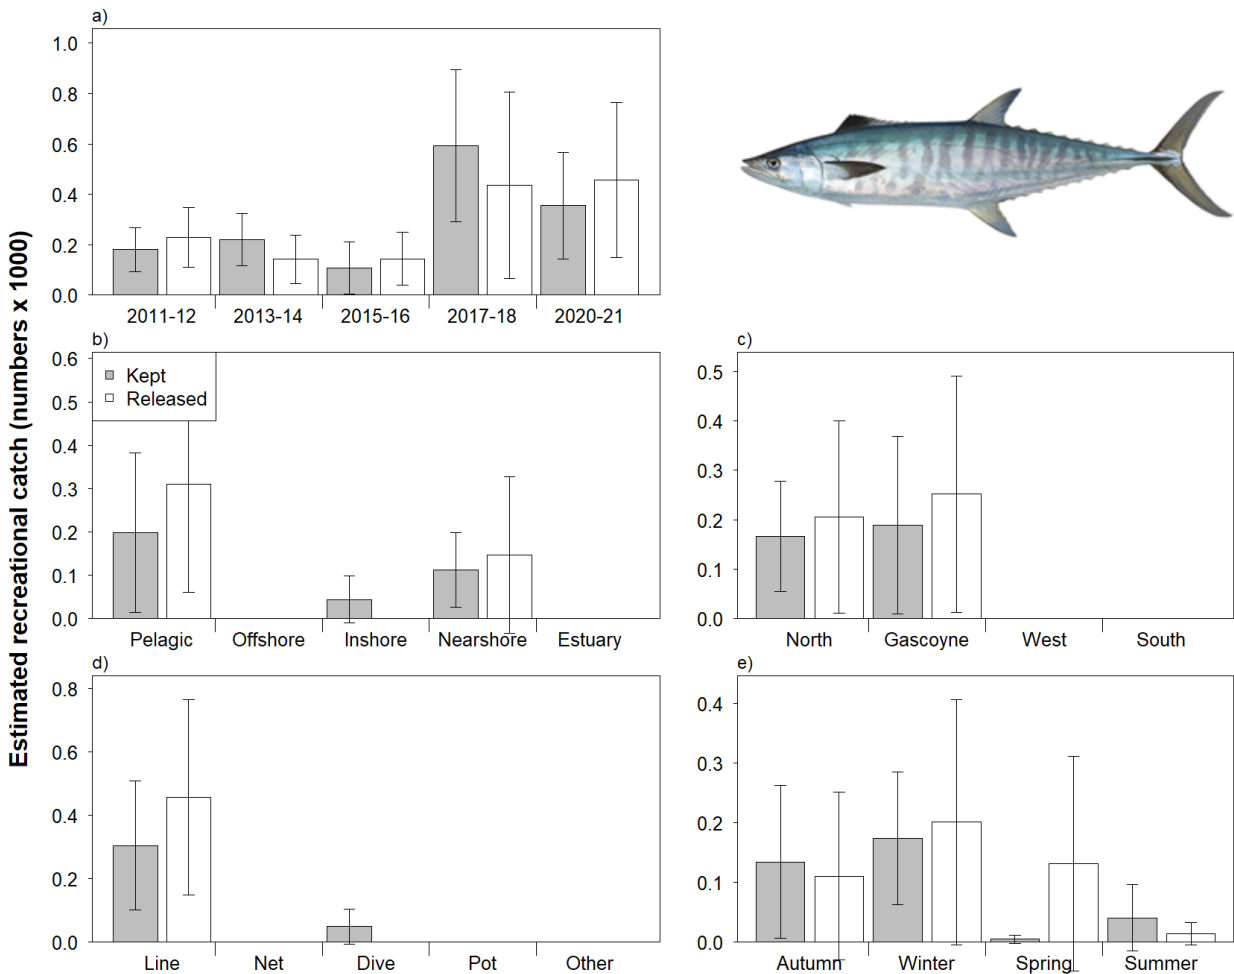 Estimated recreational catch (numbers x 1000)
a)
1.0
0.8
0.6
0.4
0.2
0.0
2011-12 2013-14 2015-16 2017-18 2020-21
b)
Kept
Released
0.6
0.5
0.4
0.3
0.2
0.1
0.0
Pelagic Offshore Inshore Nearshore Estuary
c)
0.5
0.4
0.3
0.2
0.1
0.0
North Gascoyne West South
d)
0.8
0.6
0.4
0.2
0.0
Line Net Dive Pot Other
e)
0.4
0.3
0.2
0.1
0.0
Autumn Winter Spring Summer